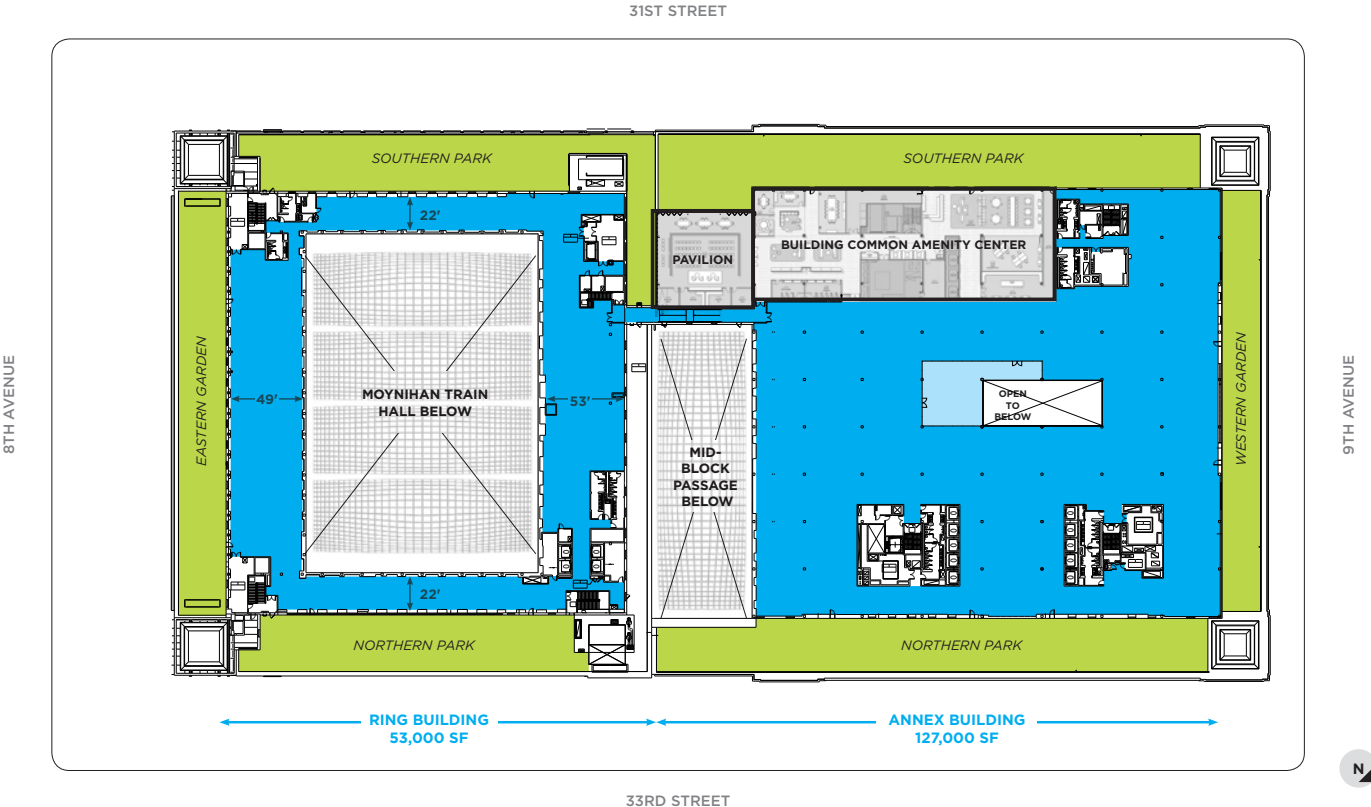 31ST STREET
SOUTHERN PARK
SOUTHERN PARK
22'
BUILDING COMMON AMENITY CENTER
PAVILION
8TH AVENUE
EASTERN GARDEN
49'
MOYNIHAN TRAIN
HALL BELOW
53'
MID-
BLOCK
PASSAGE
BELOW
OPEN
TO
BELOW
WESTERN GARDEN
9TH AVENUE
22'
NORTHERN PARK
NORTHERN PARK
RING BUILDING
53,000 SF
ANNEX BUILDING
127,000 SF
N
33RD STREET